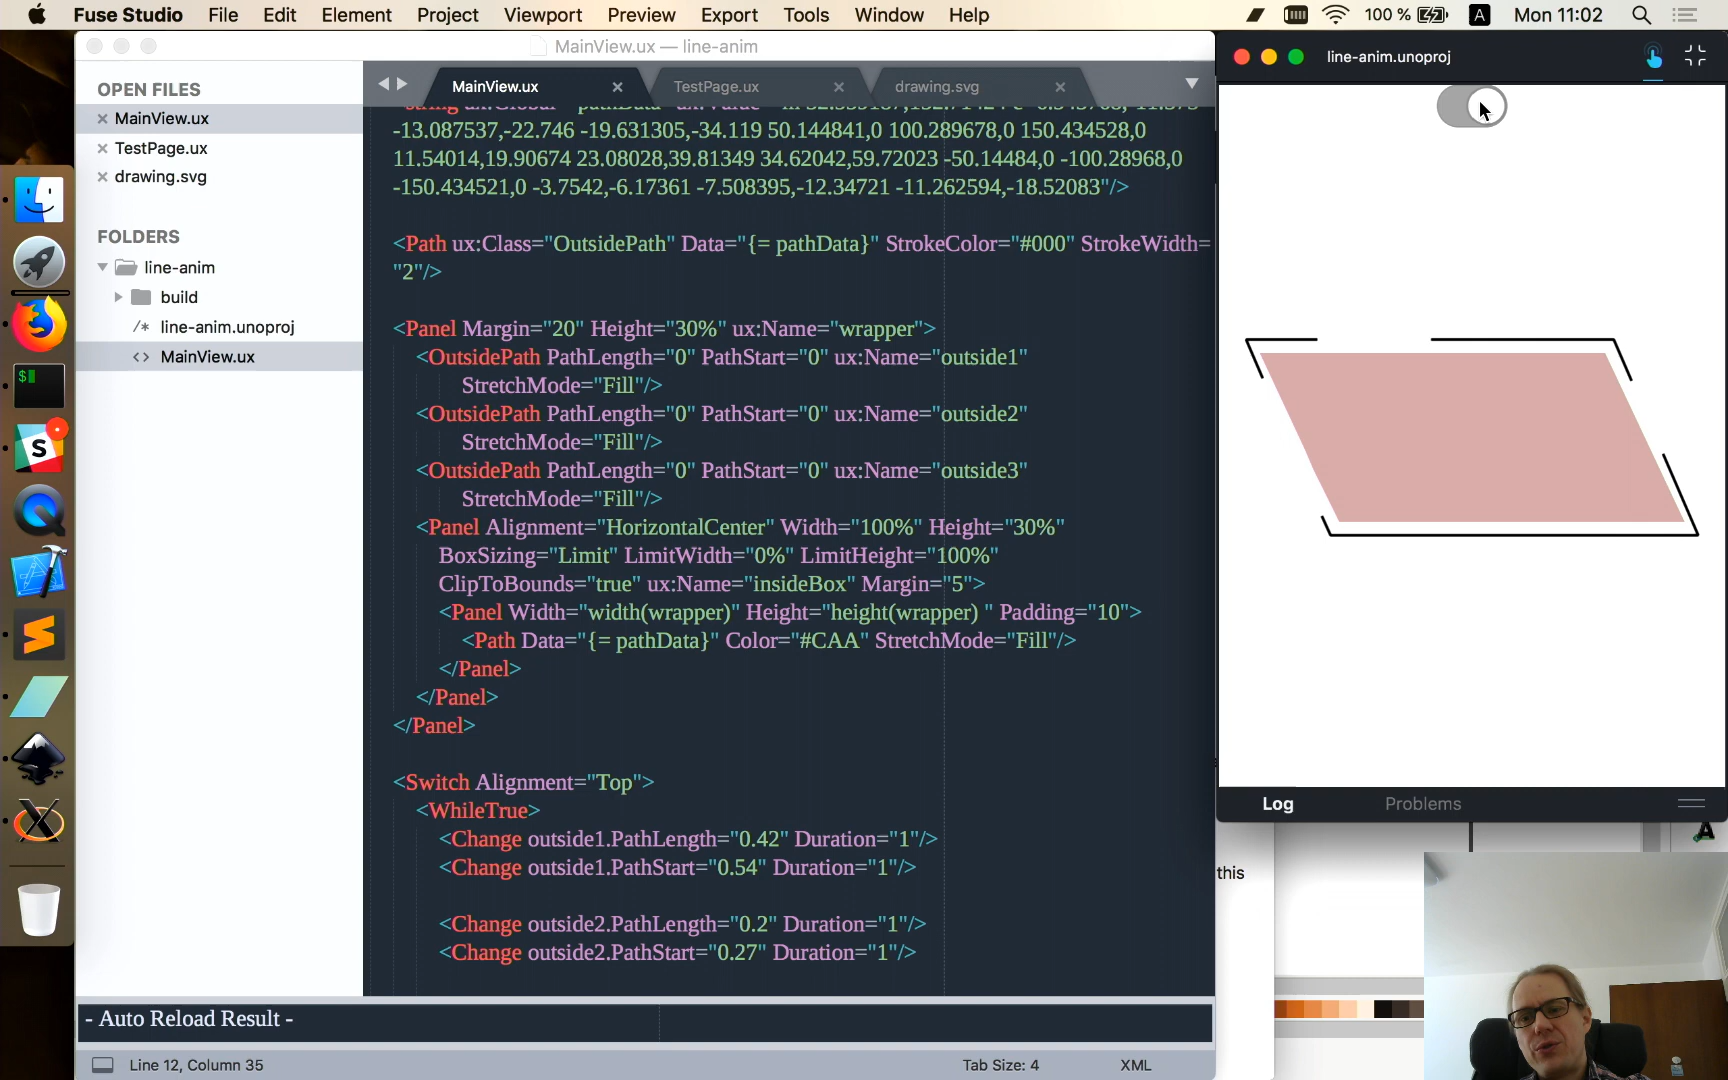 Fuse Studio File Edit Element Project Viewport Preview Export Tools Window Help 100 % A Mon 11:02
MainView.ux — line-anim
OPEN FILES
MainView.ux
TestPage.ux
drawing.svg
FOLDERS
line-anim
build
/* line-anim.unoproj
<> MainView.ux
MainView.ux TestPage.ux drawing.svg
-13.087537,-22.746 -19.631305,-34.119 50.144841,0 100.289678,0 150.434528,0
11.54014,19.90674 23.08028,39.81349 34.62042,59.72023 -50.14484,0 -100.28968,0
-150.434521,0 -3.7542,-6.17361 -7.508395,-12.34721 -11.262594,-18.52083"/>
<Path ux:Class="OutsidePath" Data="{= pathData}" StrokeColor="#000" StrokeWidth=
"2"/>
<Panel Margin="20" Height="30%" ux:Name="wrapper">
<OutsidePath PathLength="0" PathStart="0" ux:Name="outside1"
StretchMode="Fill"/>
<OutsidePath PathLength="0" PathStart="0" ux:Name="outside2"
StretchMode="Fill"/>
<OutsidePath PathLength="0" PathStart="0" ux:Name="outside3"
StretchMode="Fill"/>
<Panel Alignment="HorizontalCenter" Width="100%" Height="30%"
BoxSizing="Limit" LimitWidth="0%" LimitHeight="100%"
ClipToBounds="true" ux:Name="insideBox" Margin="5">
<Panel Width="width(wrapper)" Height="height(wrapper) " Padding="10">
<Path Data="{= pathData}" Color="#CAA" StretchMode="Fill"/>
</Panel>
</Panel>
</Panel>
<Switch Alignment="Top">
<WhileTrue>
<Change outside1.PathLength="0.42" Duration="1"/>
<Change outside1.PathStart="0.54" Duration="1"/>
<Change outside2.PathLength="0.2" Duration="1"/>
<Change outside2.PathStart="0.27" Duration="1"/>
- Auto Reload Result -
Line 12, Column 35 Tab Size: 4 XML
line-anim.unoproj
Log Problems
this